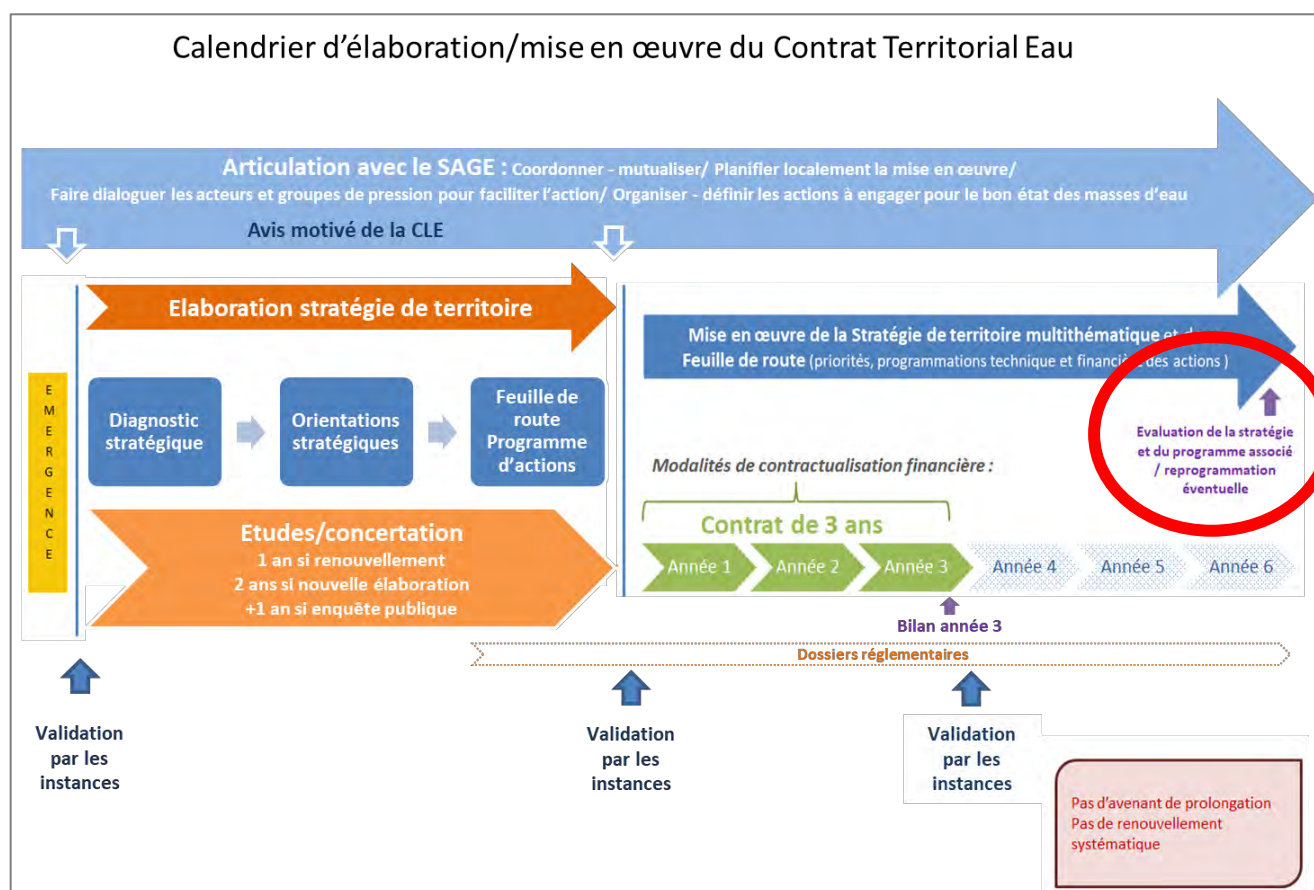 Calendrier d'élaboration/mise en œuvre du Contrat Territorial Eau
Articulation avec le SAGE : Coordonner - mutualiser/ Planifier localement la mise en œuvre/
Faire dialoguer les acteurs et groupes de pression pour faciliter l'action/ Organiser - définir les actions à engager pour le bon état des masses d'eau
Avis motivé de la CLE
EMERGENCE
Elaboration stratégie de territoire
Diagnostic
stratégique
Orientations
stratégiques
Feuille de
route
Programme
d'actions
Etudes/concertation
1 an si renouvellement
2 ans si nouvelle élaboration
+1 an si enquête publique
Mise en œuvre de la Stratégie de territoire multithématique et
Feuille de route (priorités, programmations technique et financière des actions )
Evaluation de la stratégie
et du programme associé
/ reprogrammation
éventuelle
Modalités de contractualisation financière :
Contrat de 3 ans
Année 1
Année 2
Année 3
Année 4
Année 5
Année 6
Bilan année 3
Dossiers réglementaires
Validation
par les
instances
Validation
par les
instances
Validation
par les
instances
Pas d'avenant de prolongation
Pas de renouvellement
systématique